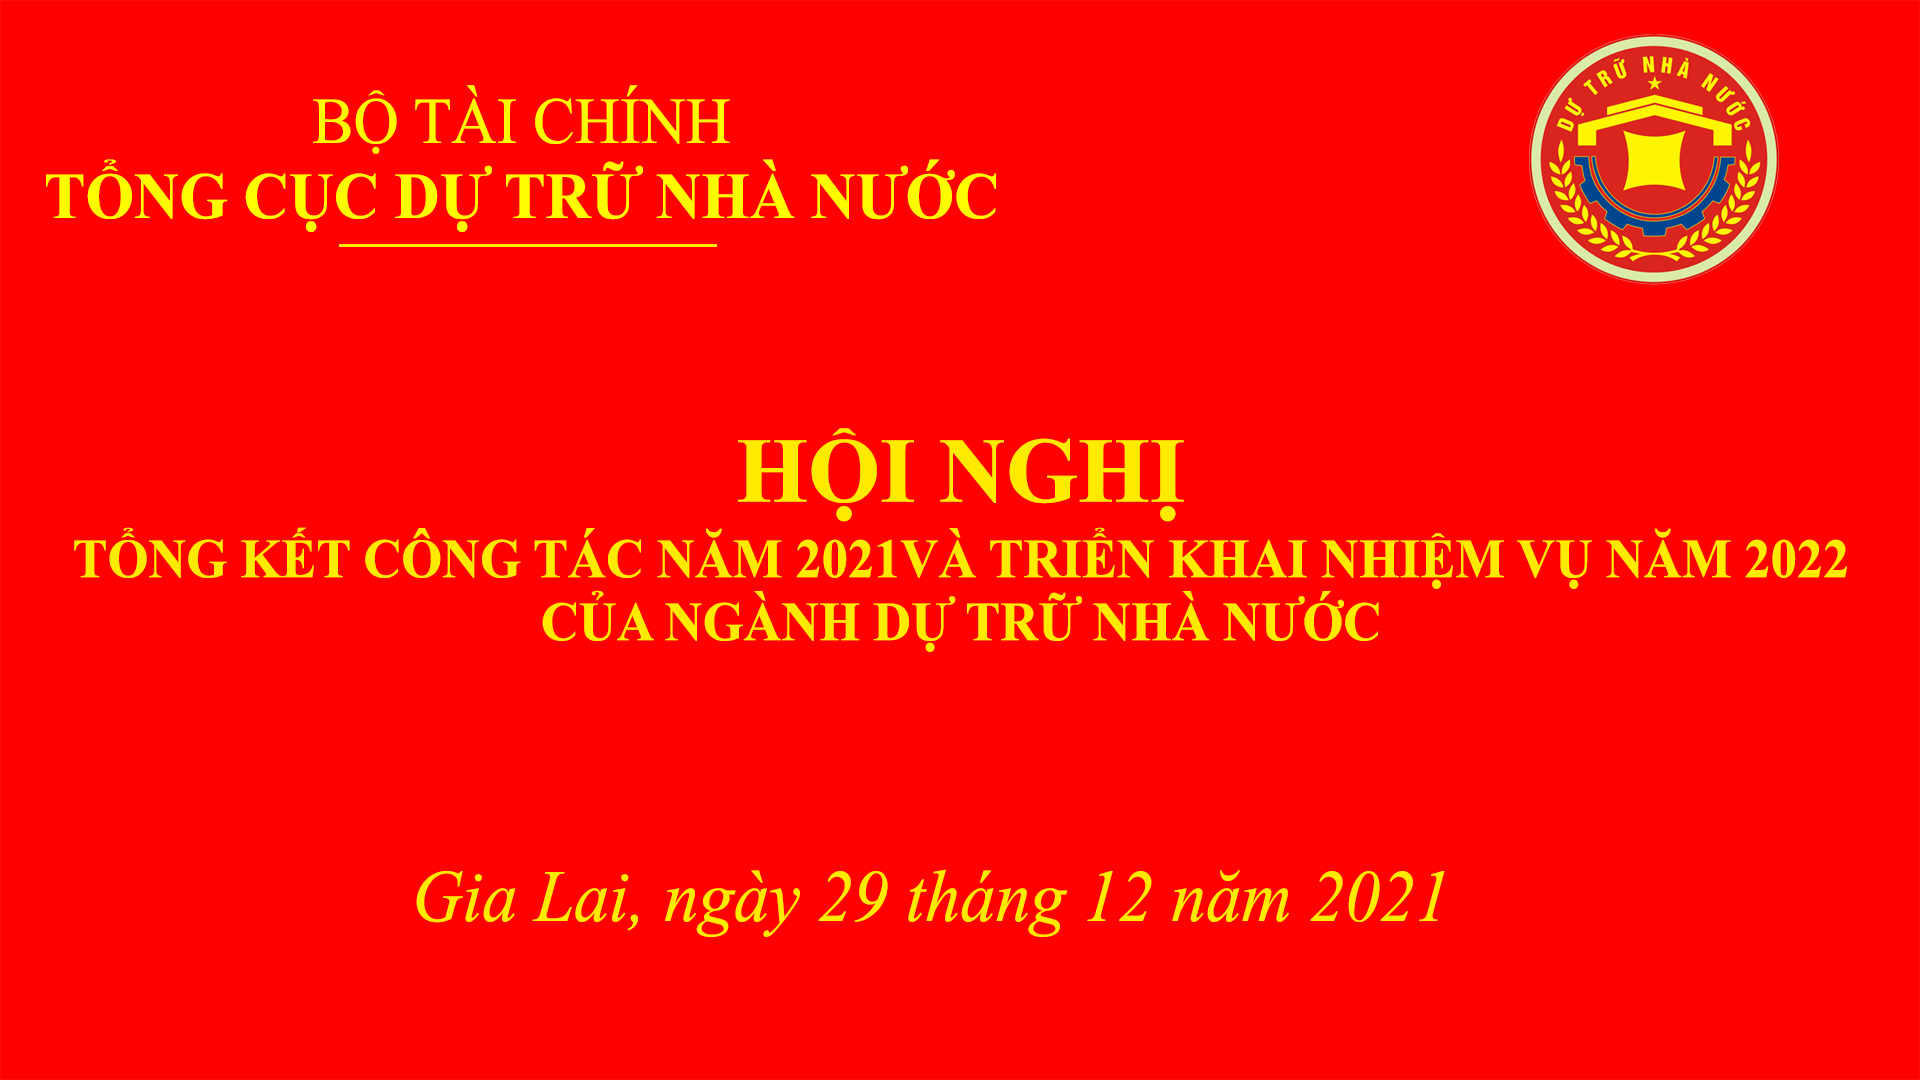 BỘ TÀI CHÍNH
TỔNG CỤC DỰ TRỮ NHÀ NƯỚC
DỰ TRỮ NHÀ NƯỚC
HỘI NGHỊ
TỔNG KẾT CÔNG TÁC NĂM 2021VÀ TRIỂN KHAI NHIỆM VỤ NĂM 2022
CỦA NGÀNH DỰ TRỮ NHÀ NƯỚC
Gia Lai, ngày 29 tháng 12 năm 2021